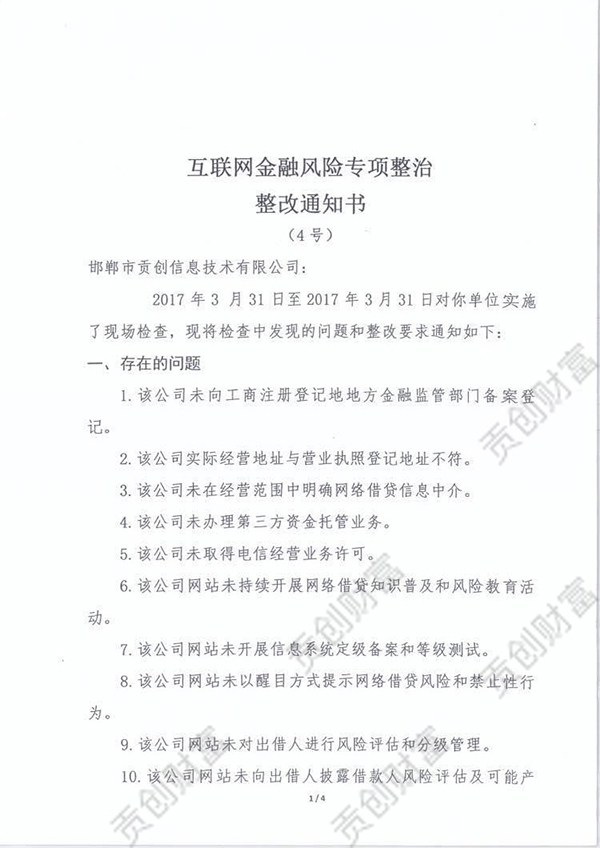 互联网金融风险专项整治
整改通知书
（4号）
邯郸市贡创信息技术有限公司：
2017年3月31日至2017年3月31日对你单位实施
了现场检查，现将检查中发现的问题和整改要求通知如下：
一、存在的问题
1.该公司未向工商注册登记地地方金融监管部门备案登
记。
2.该公司实际经营地址与营业执照登记地址不符。
3.该公司未在经营范围中明确网络借贷信息中介。
4.该公司未办理第三方资金托管业务。
5.该公司未取得电信经营业务许可。
6.该公司网站未持续开展网络借贷知识普及和风险教育活
动。
7.该公司网站未开展信息系统定级备案和等级测试。
8.该公司网站未以醒目方式提示网络借贷风险和禁止性行
为。
9.该公司网站未对出借人进行风险评估和分级管理。
10.该公司网站未向出借人披露借款人风险评估及可能产
1/4
贡创财富
贡创财富
贡创财富
贡创财富
贡创财富